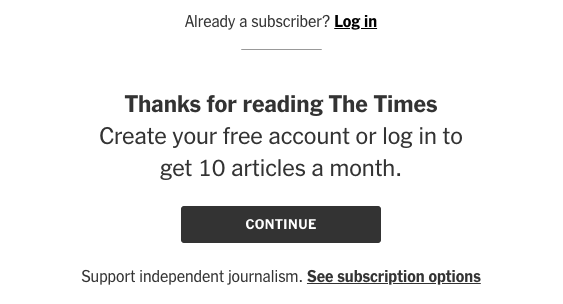 Already a subscriber? Log in
Thanks for reading The Times
Create your free account or log in to
get 10 articles a month.
CONTINUE
Support independent journalism. See subscription options